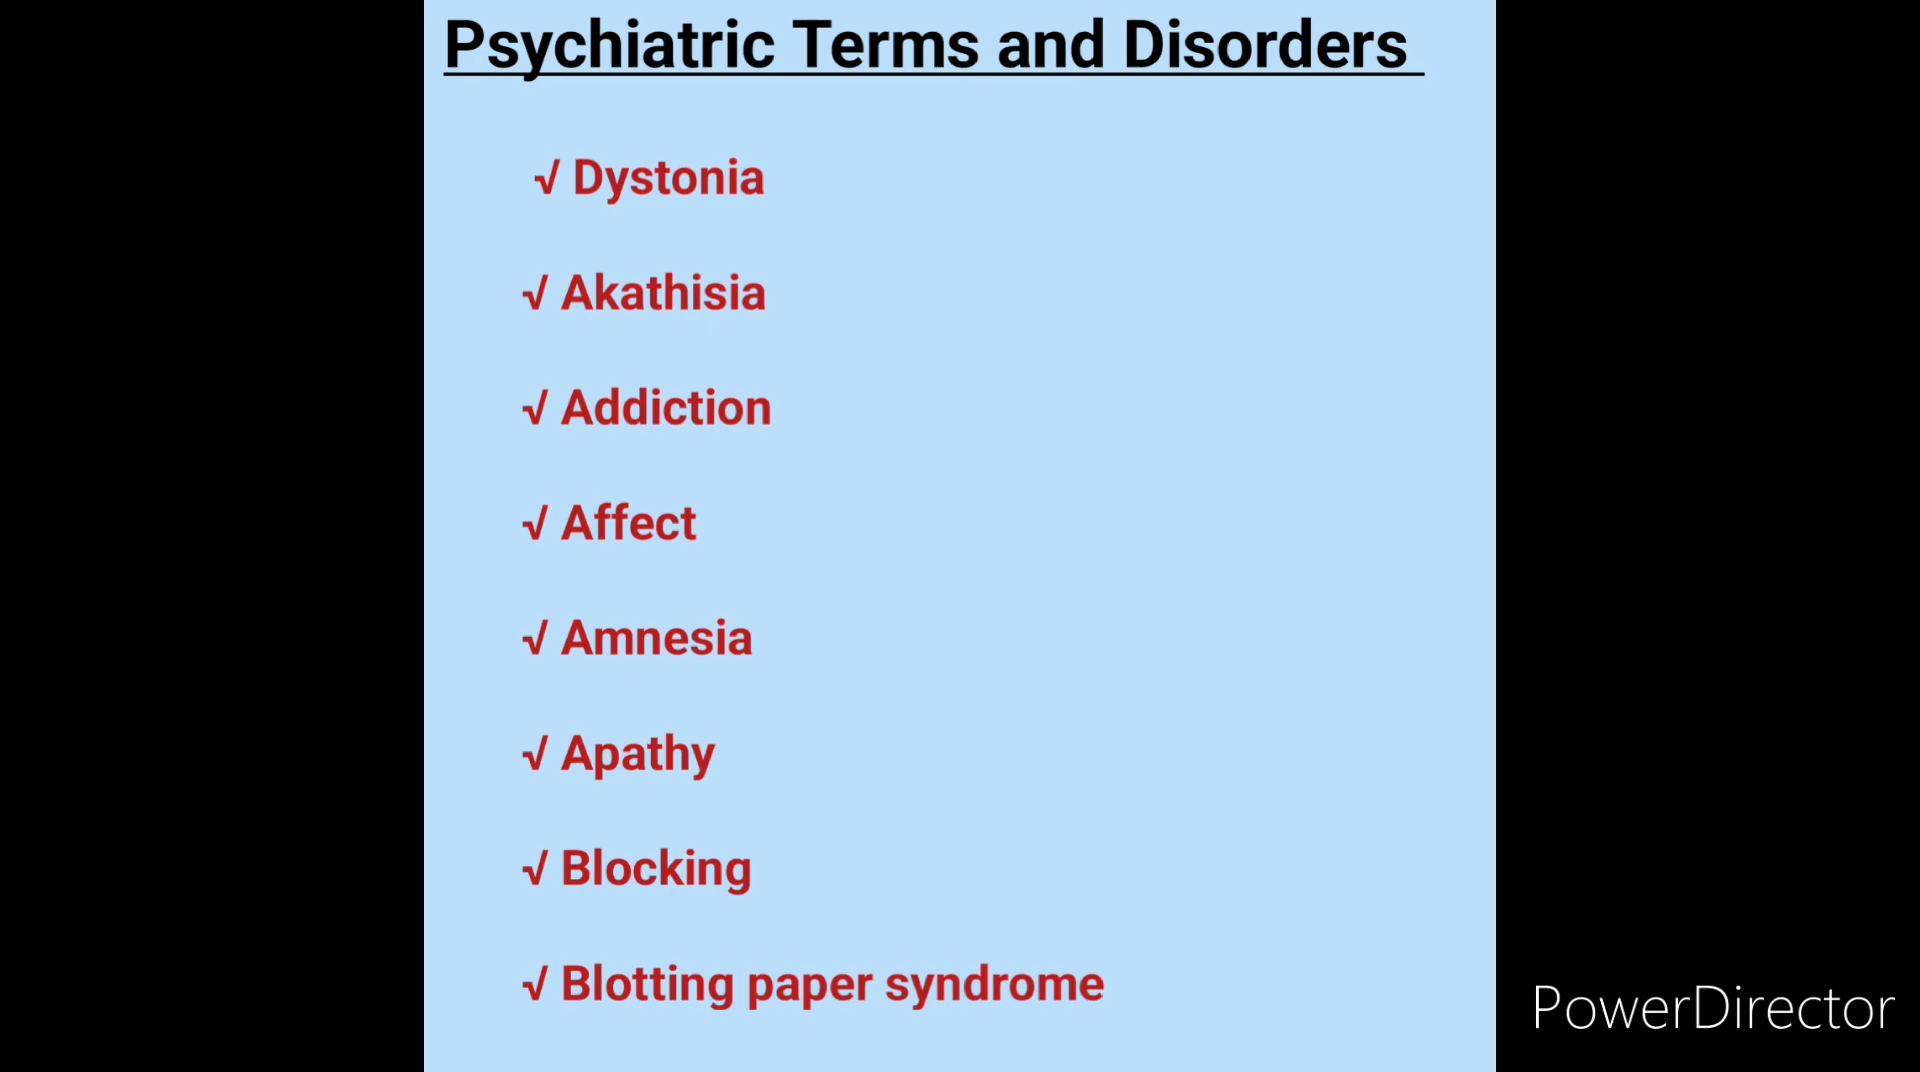 Psychiatric Terms and Disorders
√ Dystonia
√ Akathisia
√ Addiction
√ Affect
√ Amnesia
√ Apathy
√ Blocking
√ Blotting paper syndrome
PowerDirector